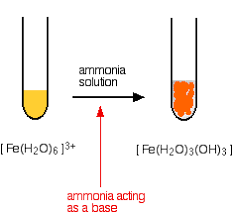 ammonia
solution
[ Fe(H₂O)₆ ]³⁺
[ Fe(H₂O)₃(OH)₃ ]
ammonia acting
as a base